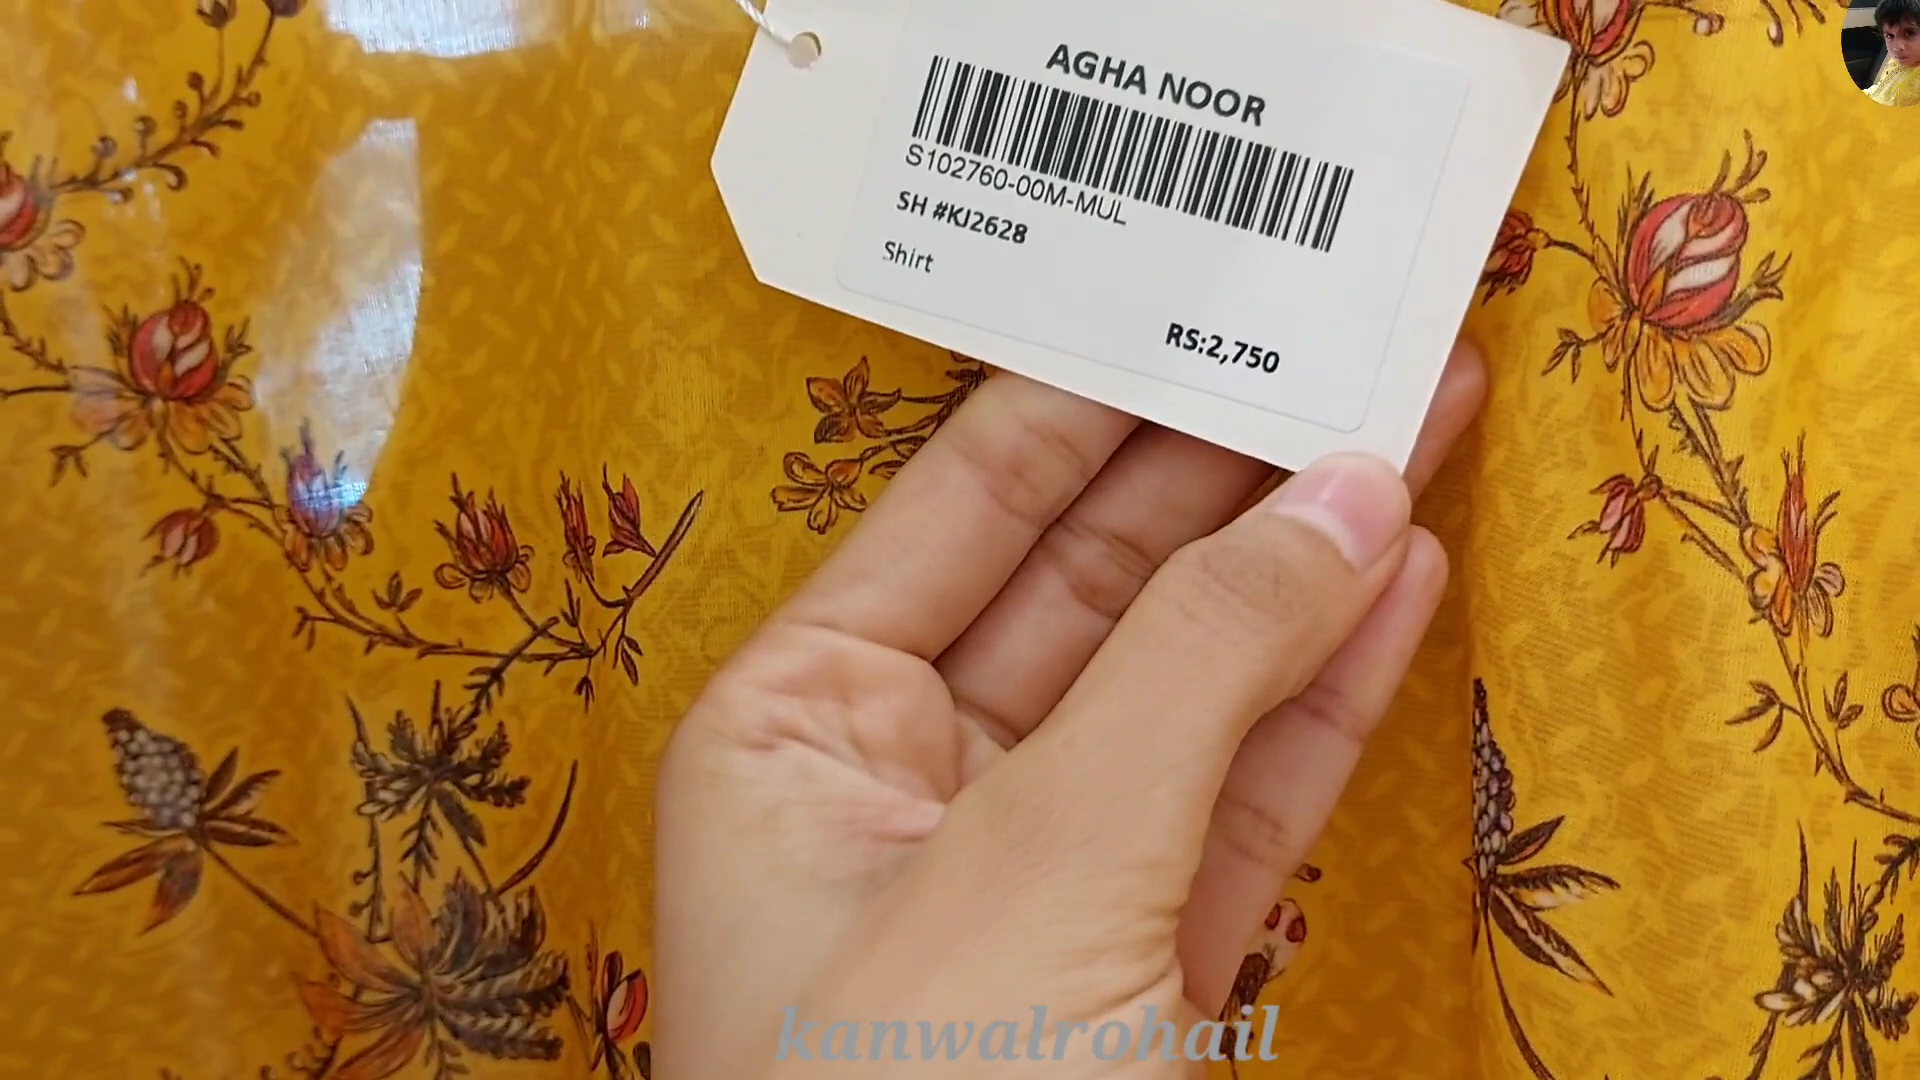 AGHA NOOR
S102760-00M-MUL
SH #KJ2628
Shirt
RS:2,750
kanwalrohail